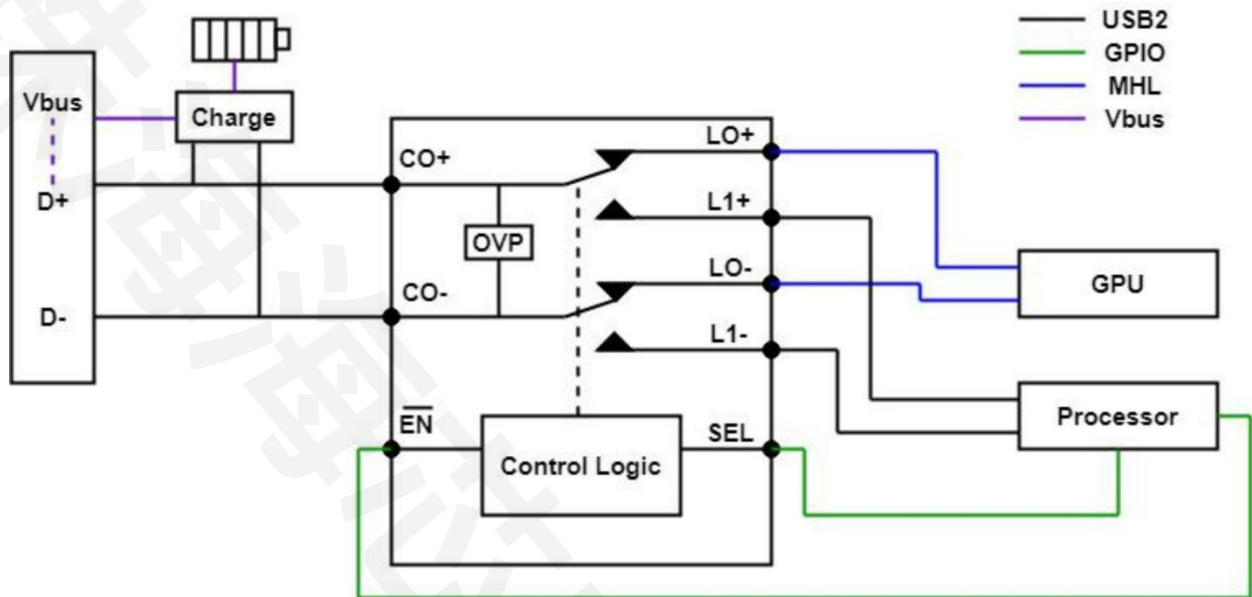 USB2
GPIO
MHL
Vbus
Vbus
Charge
D+
D-
CO+
CO-
OVP
LO+
L1+
LO-
L1-
EN
Control Logic
SEL
GPU
Processor